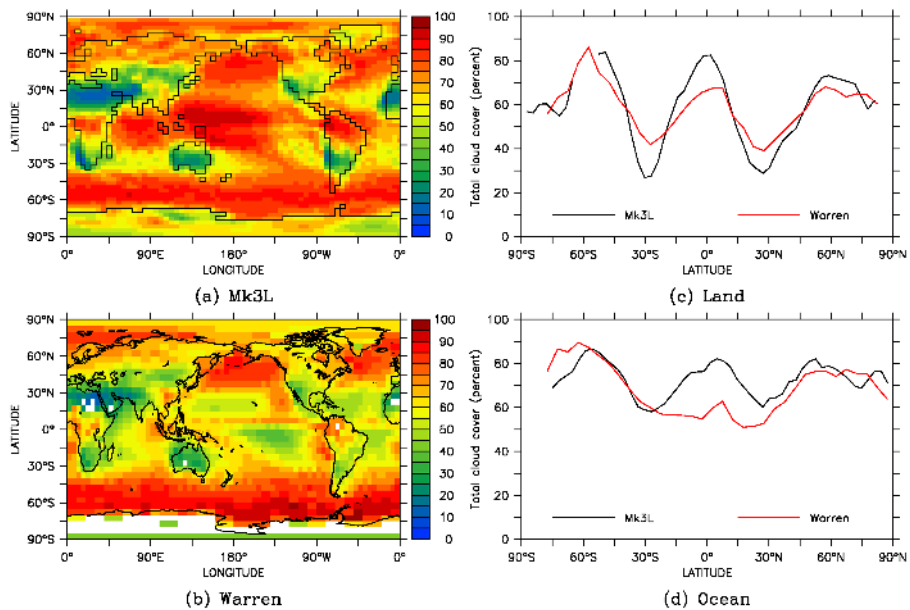 90°N
60°N
30°N
0°
30°S
60°S
90°S
LATITUDE
0° 90°E 180°E 90°W 0°
LONGITUDE
100
90
80
70
60
50
40
30
20
10
0
(a) Mk3L
100
80
60
40
20
0
Total cloud cover (percent)
Mk3L Warren
90°S 60°S 30°S 0° 30°N 60°N 90°N
LATITUDE
(c) Land
90°N
60°N
30°N
0°
30°S
60°S
90°S
LATITUDE
0° 90°E 180°E 90°W 0°
LONGITUDE
100
90
80
70
60
50
40
30
20
10
0
(b) Warren
100
80
60
40
20
0
Total cloud cover (percent)
Mk3L Warren
90°S 60°S 30°S 0° 30°N 60°N 90°N
LATITUDE
(d) Ocean